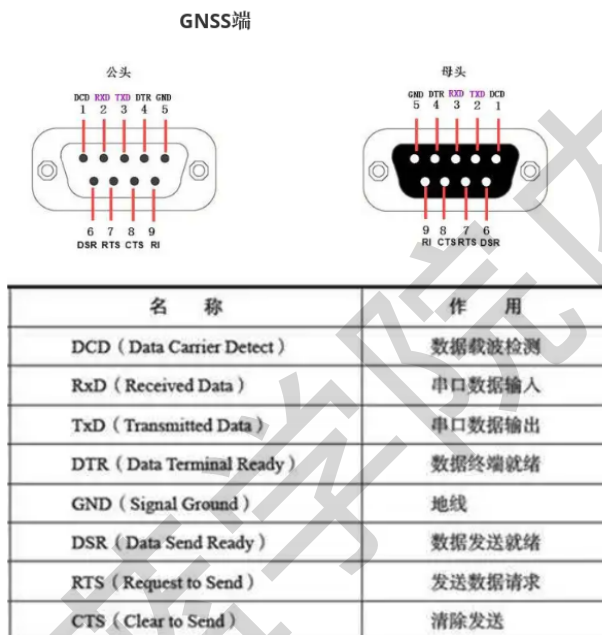 GNSS端
公头 母头
DCD RXD TXD DTR GND GND DTR RXD TXD DCD
1 2 3 4 5 5 4 3 2 1
6 7 8 9 9 8 7 6
DSR RTS CTS RI RI CTS RTS DSR
名 称 作 用
DCD（Data Carrier Detect） 数据载波检测
RxD（Received Data） 串口数据输入
TxD（Transmitted Data） 串口数据输出
DTR（Data Terminal Ready） 数据终端就绪
GND（Signal Ground） 地线
DSR（Data Send Ready） 数据发送就绪
RTS（Request to Send） 发送数据请求
CTS（Clear to Send） 清除发送